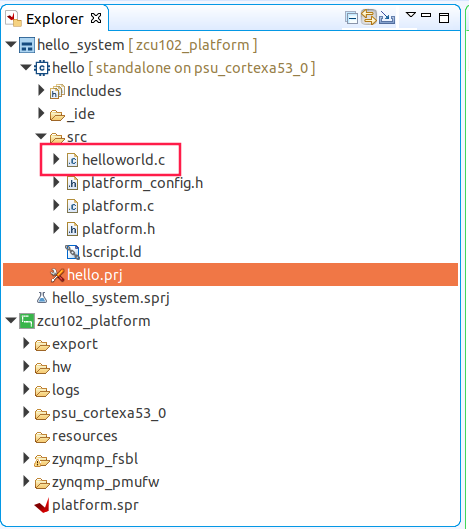 Explorer
hello_system [ zcu102_platform ]
hello [ standalone on psu_cortexa53_0 ]
Includes
_ide
src
helloworld.c
platform_config.h
platform.c
platform.h
lscript.ld
hello.prj
hello_system.sprj
zcu102_platform
export
hw
logs
psu_cortexa53_0
resources
zynqmp_fsbl
zynqmp_pmufw
platform.spr